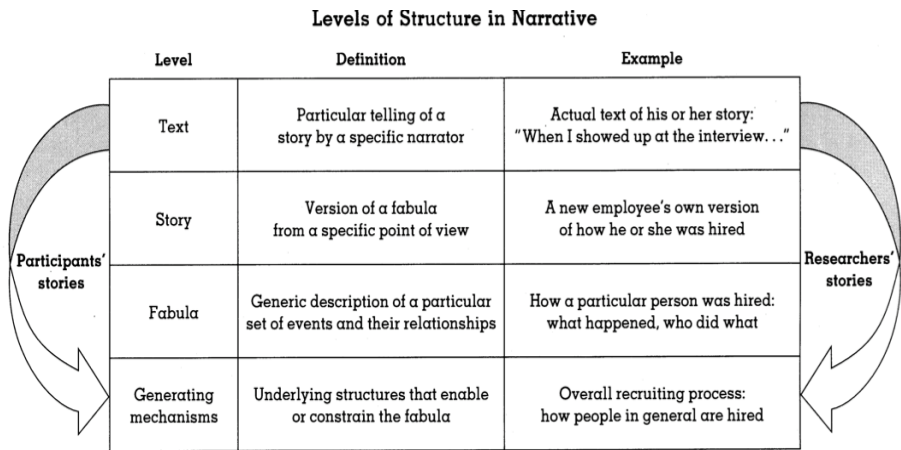 Levels of Structure in Narrative
Level Definition Example
Text
Particular telling of a
story by a specific narrator
Actual text of his or her story:
“When I showed up at the interview...”
Story
Version of a fabula
from a specific point of view
A new employee’s own version
of how he or she was hired
Participants’
stories
Researchers’
stories
Fabula
Generic description of a particular
set of events and their relationships
How a particular person was hired:
what happened, who did what
Generating
mechanisms
Underlying structures that enable
or constrain the fabula
Overall recruiting process:
how people in general are hired